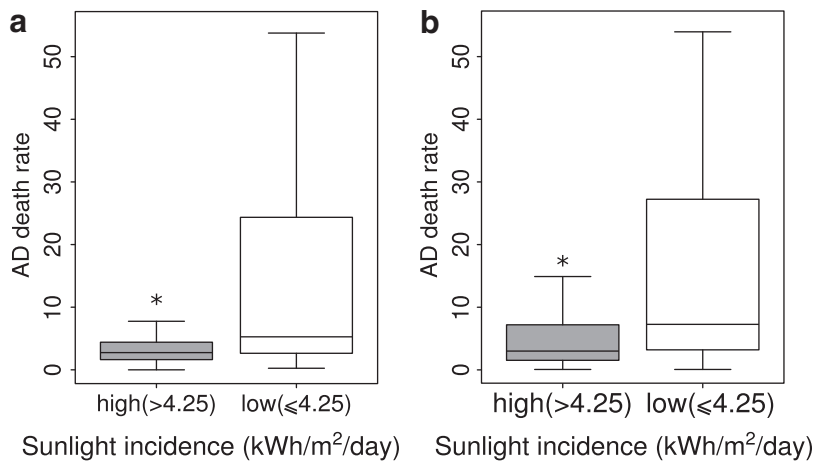 a
AD death rate
50
40
30
20
10
0
*
high(>4.25) low(⩽4.25)
Sunlight incidence (kWh/m²/day)
b
AD death rate
50
40
30
20
10
0
*
high(>4.25) low(⩽4.25)
Sunlight incidence (kWh/m²/day)